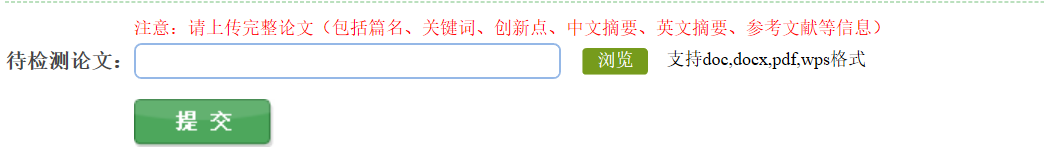 注意：请上传完整论文（包括篇名、关键词、创新点、中文摘要、英文摘要、参考文献等信息）
待检测论文： 浏览 支持doc,docx,pdf,wps格式
提 交